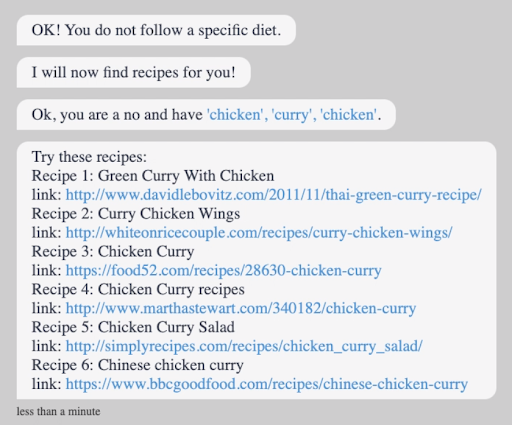 OK! You do not follow a specific diet.
I will now find recipes for you!
Ok, you are a no and have 'chicken', 'curry', 'chicken'.
Try these recipes:
Recipe 1: Green Curry With Chicken
link: http://www.davidlebovitz.com/2011/11/thai-green-curry-recipe/
Recipe 2: Curry Chicken Wings
link: http://whiteonricecouple.com/recipes/curry-chicken-wings/
Recipe 3: Chicken Curry
link: https://food52.com/recipes/28630-chicken-curry
Recipe 4: Chicken Curry recipes
link: http://www.marthastewart.com/340182/chicken-curry
Recipe 5: Chicken Curry Salad
link: http://simplyrecipes.com/recipes/chicken_curry_salad/
Recipe 6: Chinese chicken curry
link: https://www.bbcgoodfood.com/recipes/chinese-chicken-curry
less than a minute